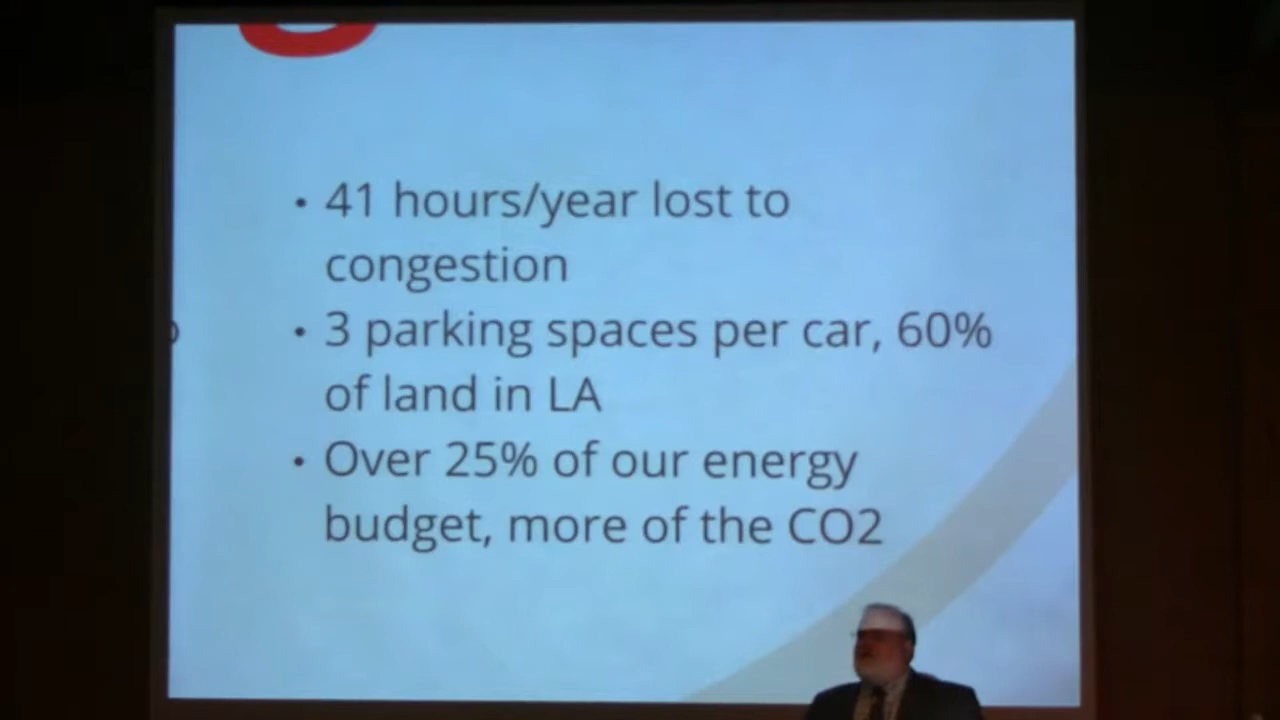 • 41 hours/year lost to
congestion
• 3 parking spaces per car, 60%
of land in LA
• Over 25% of our energy
budget, more of the CO2